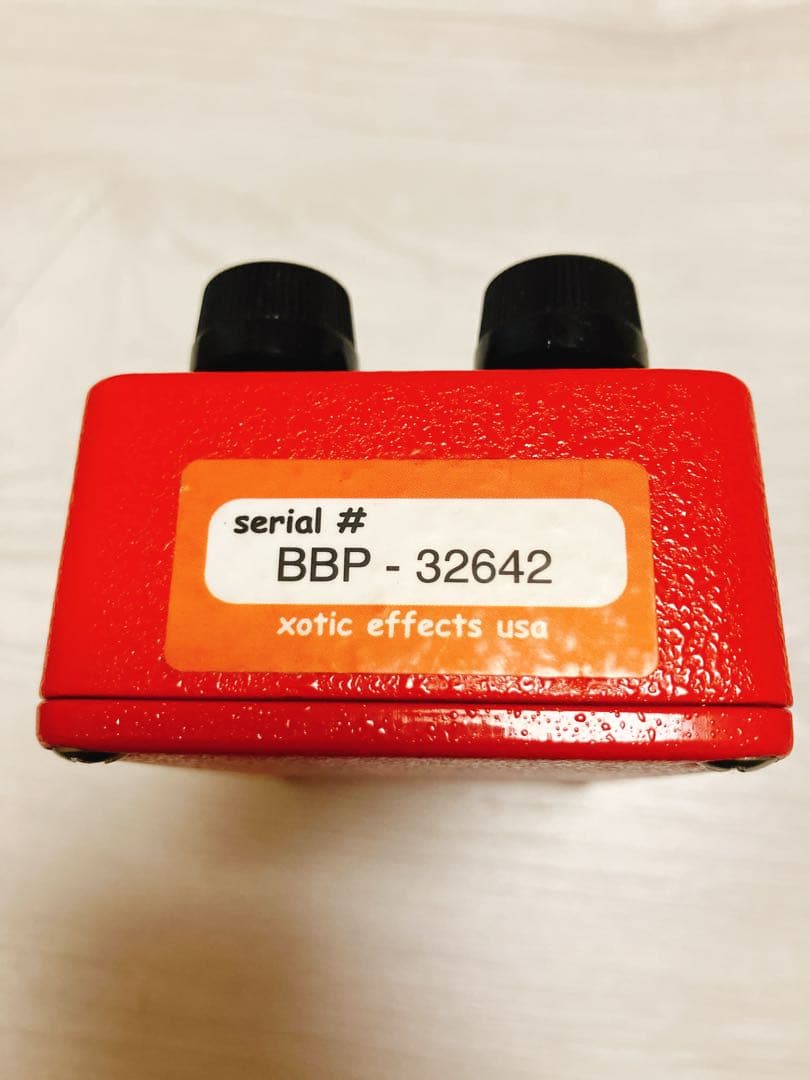 serial #
BBP - 32642
xotic effects usa